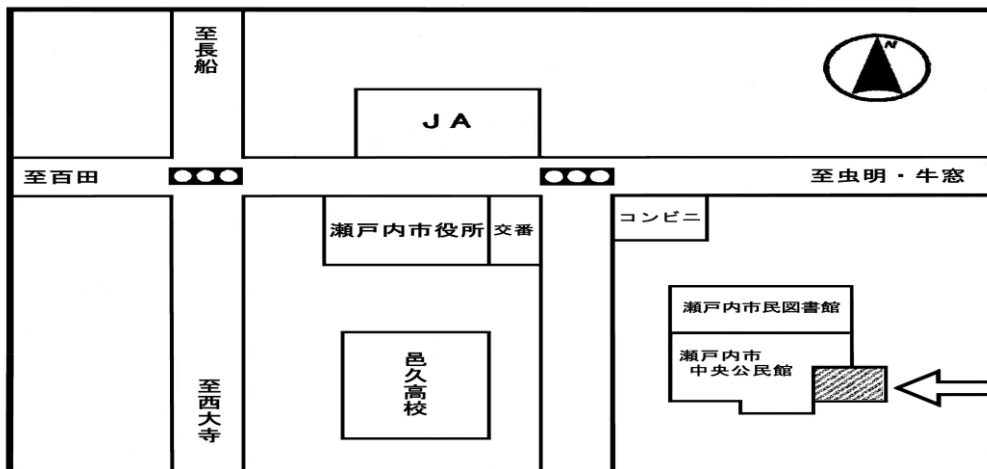 至長船
N
JA
至百田
至虫明・牛窓
瀬戸内市役所
交番
コンビニ
瀬戸内市民図書館
邑久高校
瀬戸内市
中央公民館
至西大寺